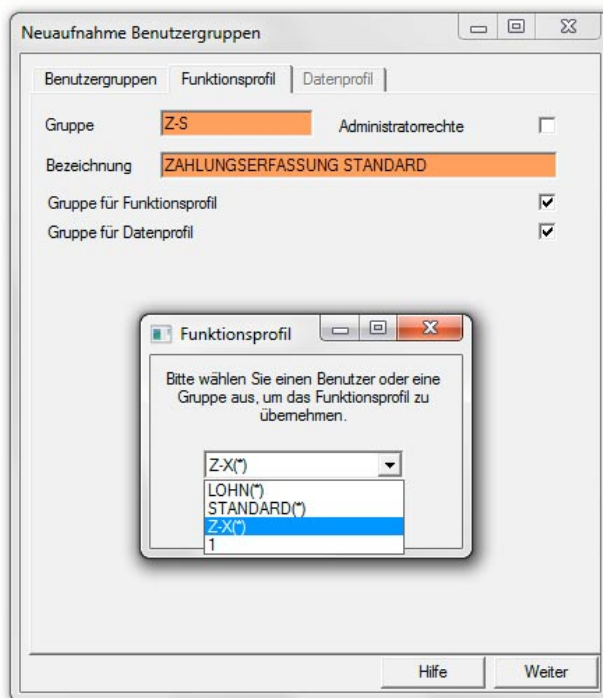 Neuaufnahme Benutzergruppen
Benutzergruppen Funktionsprofil Datenprofil
Gruppe Z-S Administratorrechte
Bezeichnung ZAHLUNGSERFASSUNG STANDARD
Gruppe für Funktionsprofil
Gruppe für Datenprofil
Funktionsprofil
Bitte wählen Sie einen Benutzer oder eine
Gruppe aus, um das Funktionsprofil zu
übernehmen.
Z-X(*)
LOHN(*)
STANDARD(*)
Z-X(*)
1
Hilfe Weiter